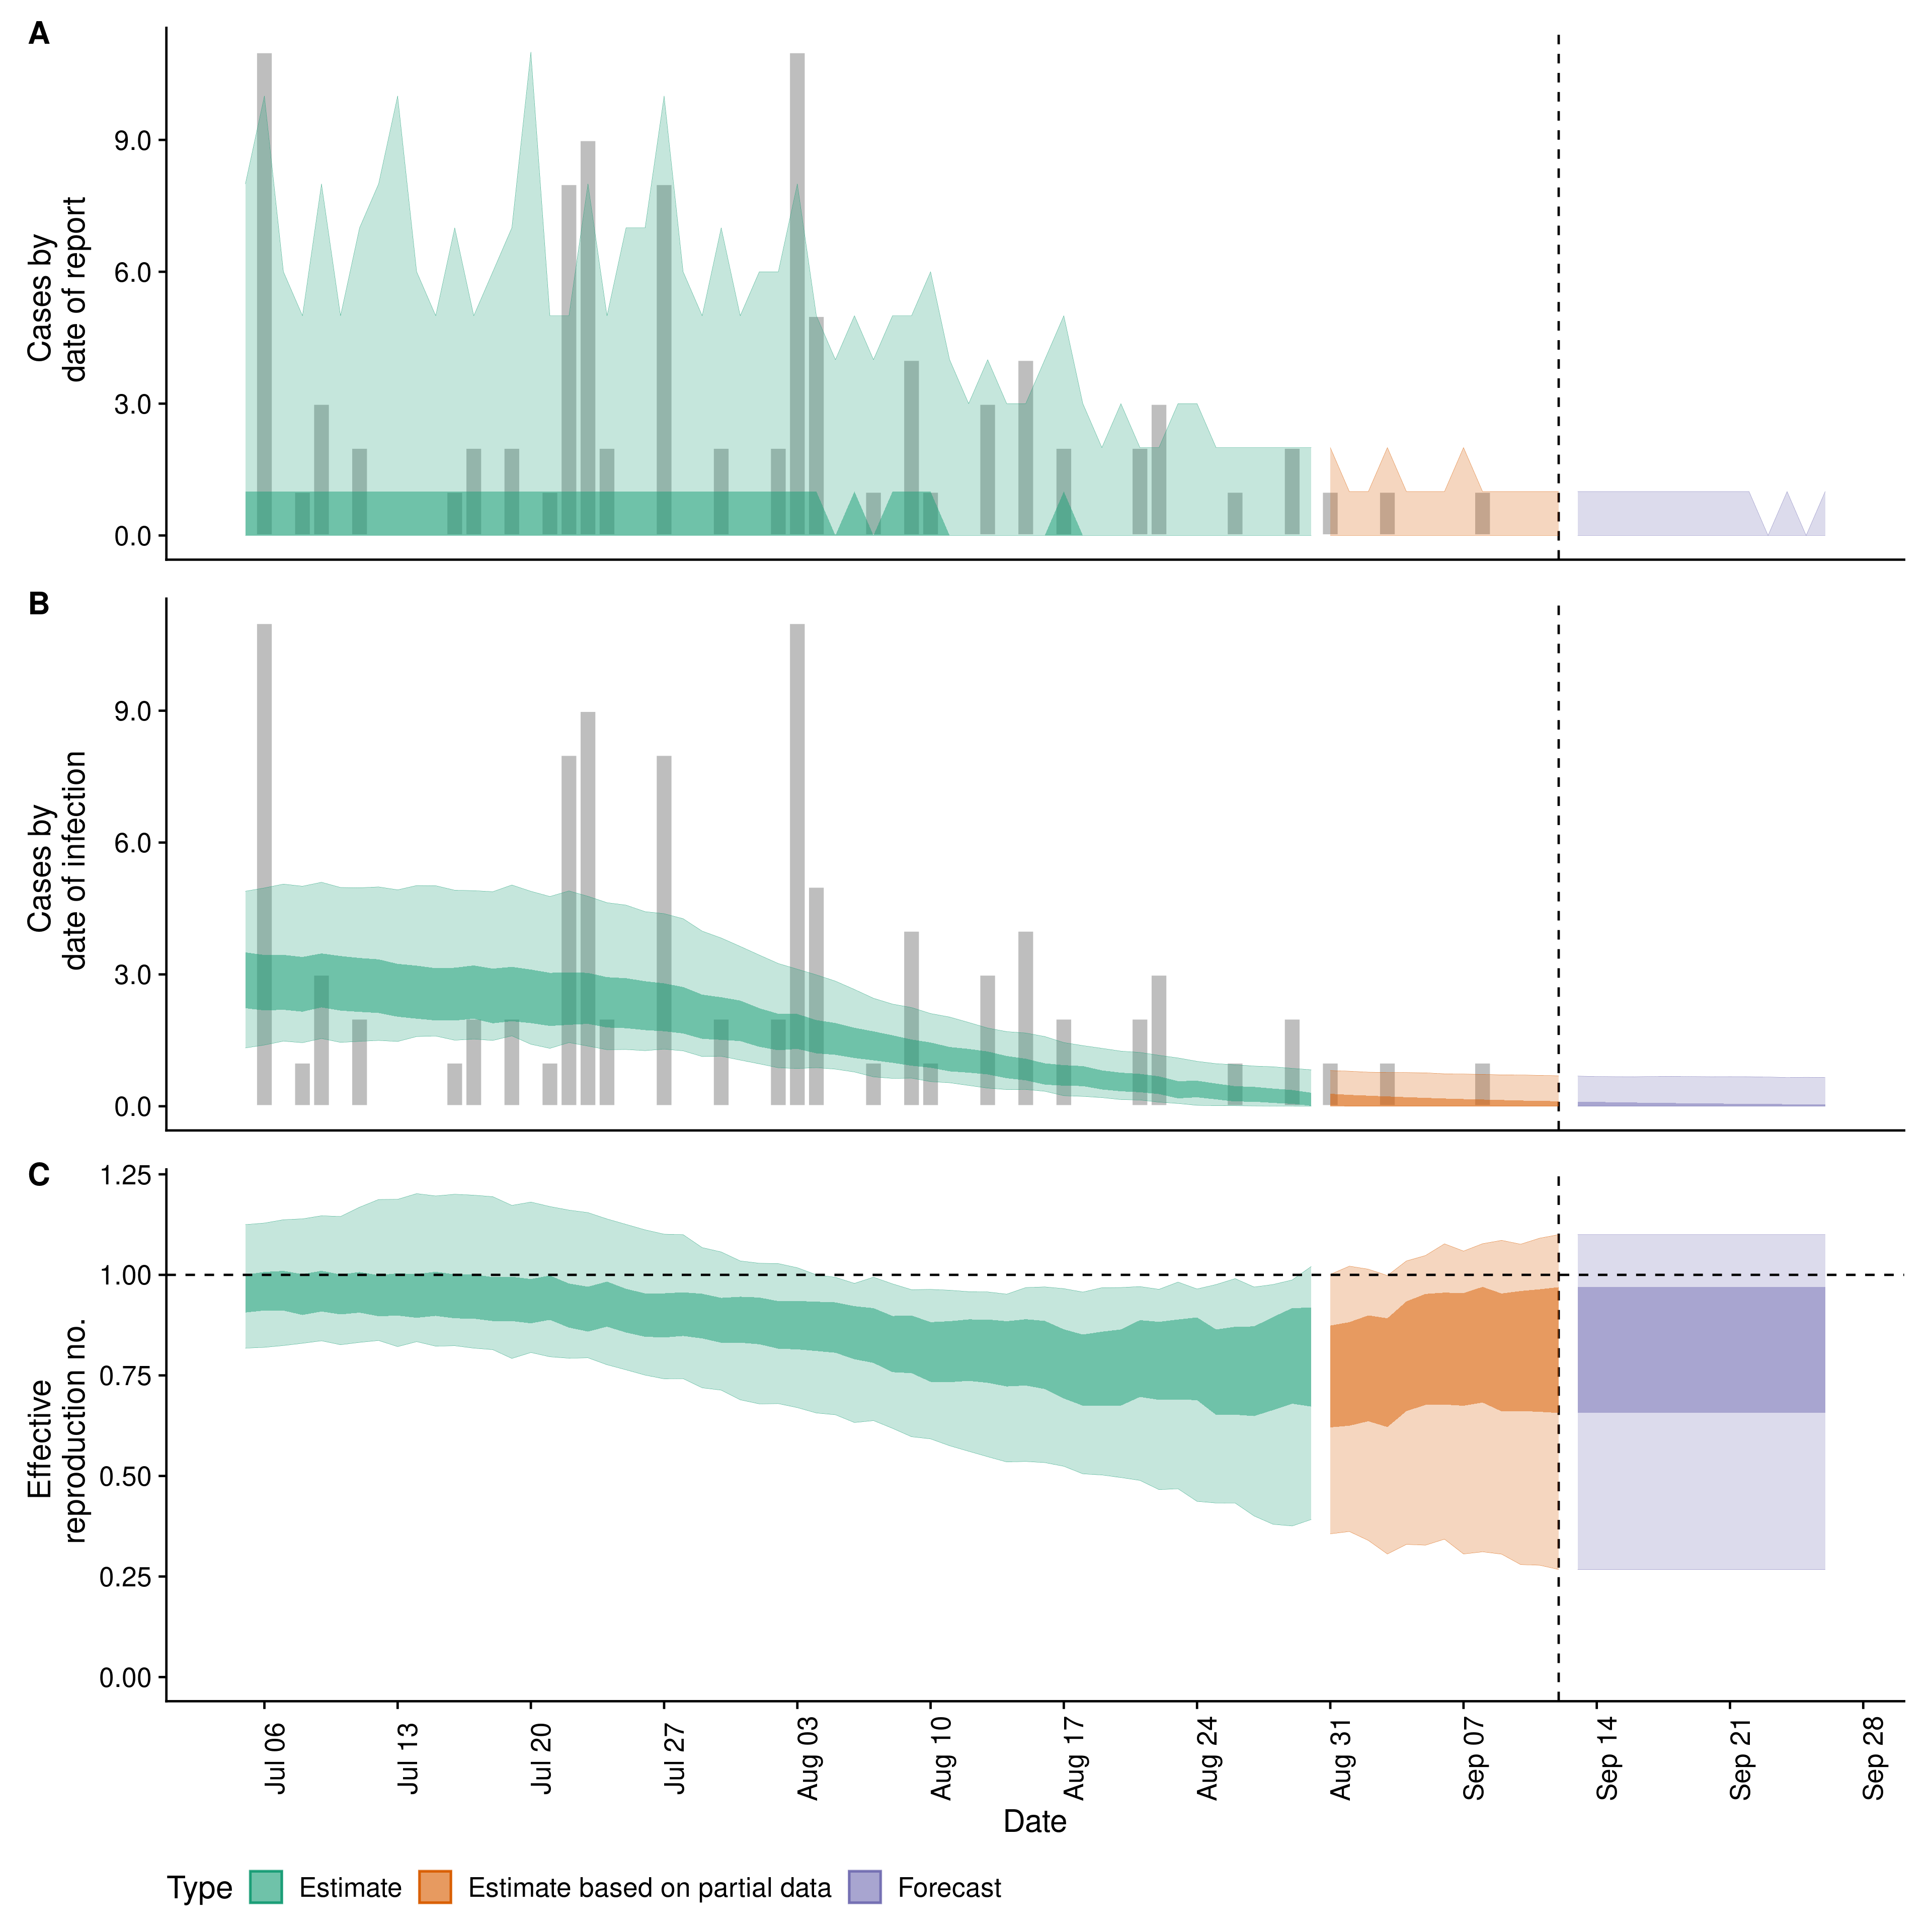 A
Cases by
date of report
9.0
6.0
3.0
0.0
B
Cases by
date of infection
9.0
6.0
3.0
0.0
C
Effective
reproduction no.
1.25
1.00
0.75
0.50
0.25
0.00
Jul 06
Jul 13
Jul 20
Jul 27
Aug 03
Aug 10
Aug 17
Aug 24
Aug 31
Sep 07
Sep 14
Sep 21
Sep 28
Date
Type Estimate Estimate based on partial data Forecast